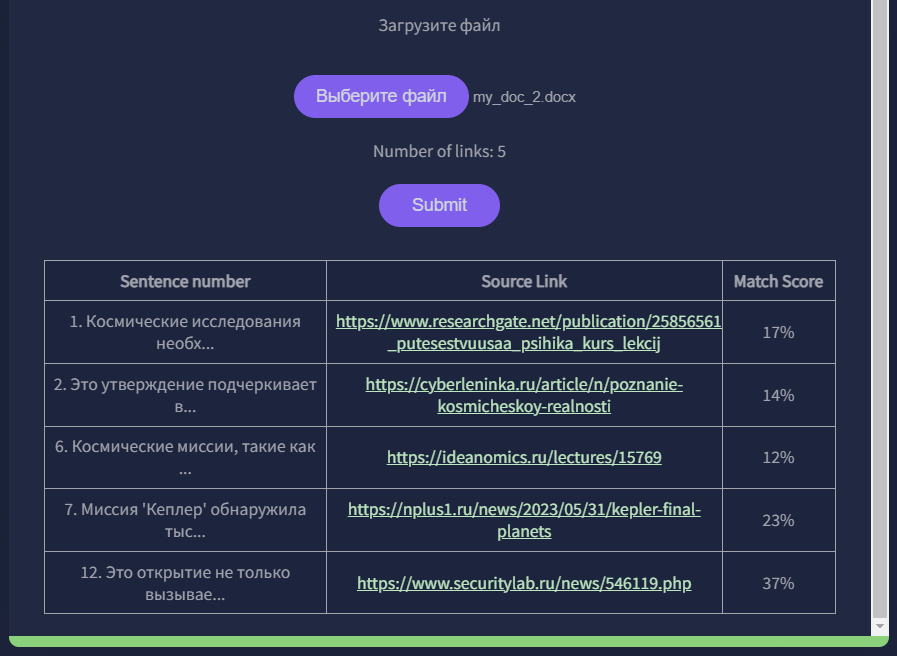 Загрузите файл
Выберите файл my_doc_2.docx
Number of links: 5
Submit
Sentence number Source Link Match Score
1. Космические исследования
необх...
https://www.researchgate.net/publication/25856561
_putesestvuusaa_psihika_kurs_lekcij
17%
2. Это утверждение подчеркивает
в...
https://cyberleninka.ru/article/n/poznanie-
kosmicheskoy-realnosti
14%
6. Космические миссии, такие как
...
https://ideanomics.ru/lectures/15769
12%
7. Миссия 'Кеплер' обнаружила
тыс...
https://nplus1.ru/news/2023/05/31/kepler-final-
planets
23%
12. Это открытие не только
вызывае...
https://www.securitylab.ru/news/546119.php
37%